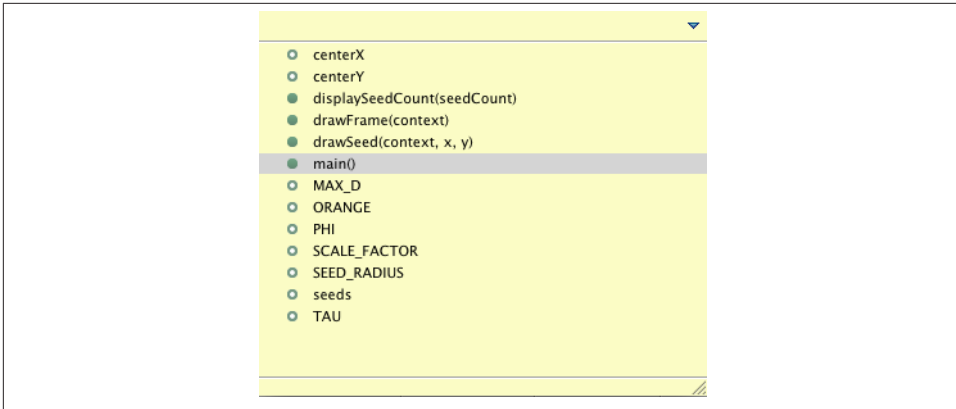 centerX
centerY
displaySeedCount(seedCount)
drawFrame(context)
drawSeed(context, x, y)
main()
MAX_D
ORANGE
PHI
SCALE_FACTOR
SEED_RADIUS
seeds
TAU